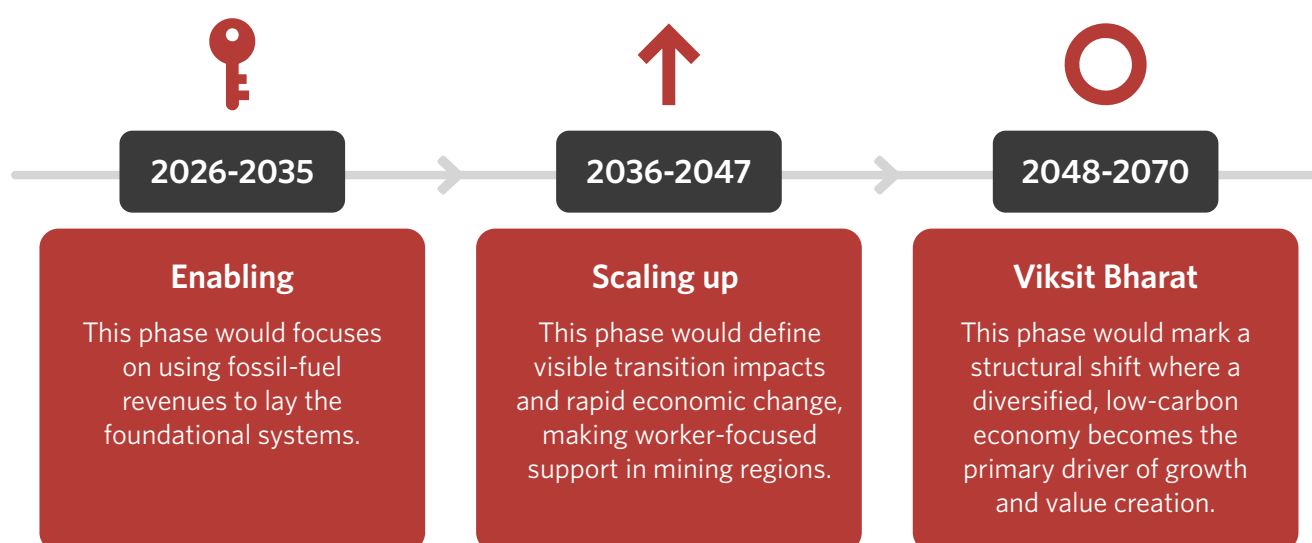 2026-2035
2036-2047
2048-2070
Enabling
This phase would focuses
on using fossil-fuel
revenues to lay the
foundational systems.
Scaling up
This phase would define
visible transition impacts
and rapid economic change,
making worker-focused
support in mining regions.
Viksit Bharat
This phase would mark a
structural shift where a
diversified, low-carbon
economy becomes the
primary driver of growth
and value creation.